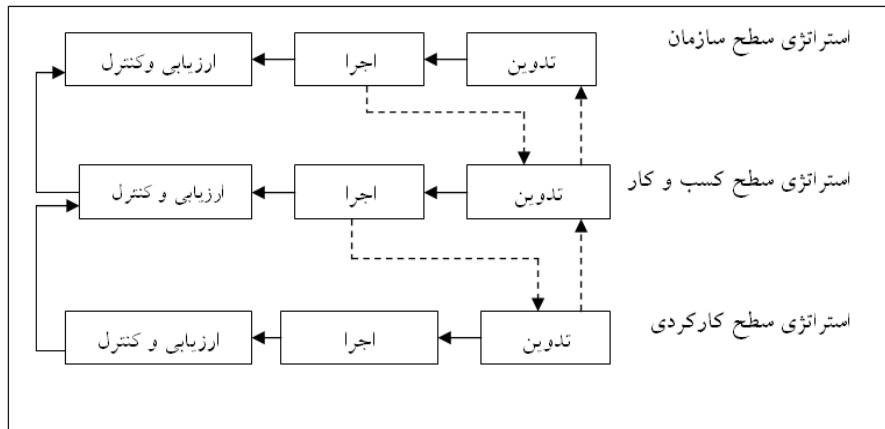 استراتژی سطح سازمان
تدوین
اجرا
ارزیابی وکنترل
استراتژی سطح کسب و کار
تدوین
اجرا
ارزیابی و کنترل
استراتژی سطح کارکردی
تدوین
اجرا
ارزیابی و کنترل